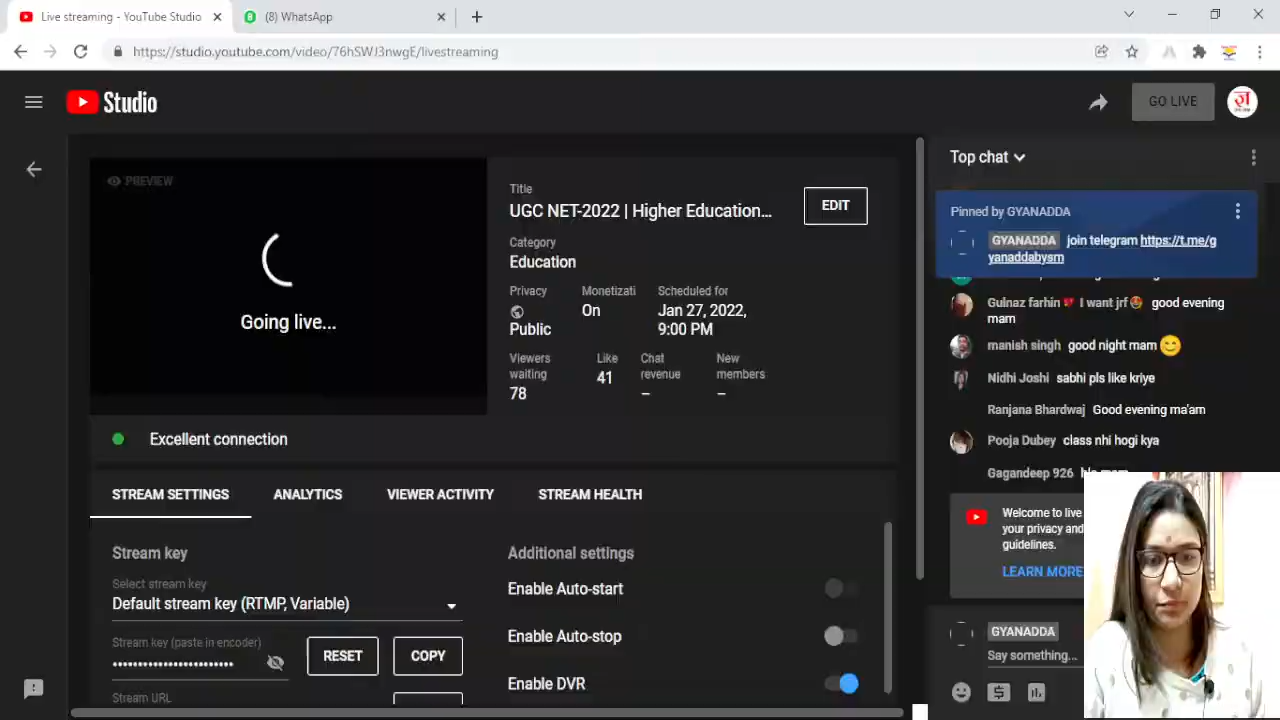 Live streaming - YouTube Studio
(8) WhatsApp
https://studio.youtube.com/video/76hSWJ3nwgE/livestreaming
Studio
GO LIVE
ज्ञ
PREVIEW
Going live...
Title
UGC NET-2022 | Higher Education...
EDIT
Category
Education
Privacy
Public
Monetizati
On
Scheduled for
Jan 27, 2022,
9:00 PM
Viewers
waiting
78
Like
41
Chat
revenue
–
New
members
–
Excellent connection
STREAM SETTINGS
ANALYTICS
VIEWER ACTIVITY
STREAM HEALTH
Stream key
Select stream key
Default stream key (RTMP, Variable)
Stream key (paste in encoder)
••••••••••••••••••••••••
RESET
COPY
Stream URL
Additional settings
Enable Auto-start
Enable Auto-stop
Enable DVR
Top chat
Pinned by GYANADDA
GYANADDA join telegram https://t.me/g
yanaddabysm
Gulnaz farhin I want jrf good evening
mam
manish singh good night mam 😊
Nidhi Joshi sabhi pls like kriye
Ranjana Bhardwaj Good evening ma'am
Pooja Dubey class nhi hogi kya
Gagandeep 926
Welcome to live
your privacy and
guidelines.
LEARN MORE
GYANADDA
Say something...